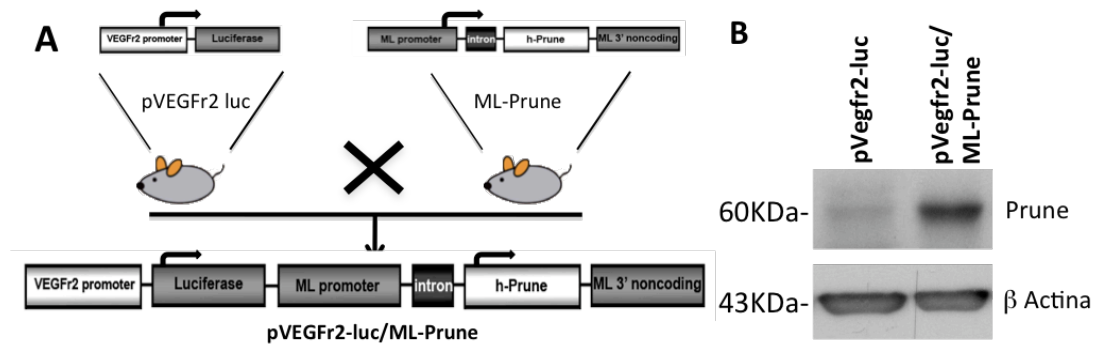 A
VEGFr2 promoter Luciferase
ML promoter intron h-Prune ML 3' noncoding
pVEGFr2 luc
ML-Prune
VEGFr2 promoter Luciferase ML promoter intron h-Prune ML 3' noncoding
pVEGFr2-luc/ML-Prune
B
pVegfr2-luc
pVegfr2-luc/
ML-Prune
60KDa- Prune
43KDa- β Actina